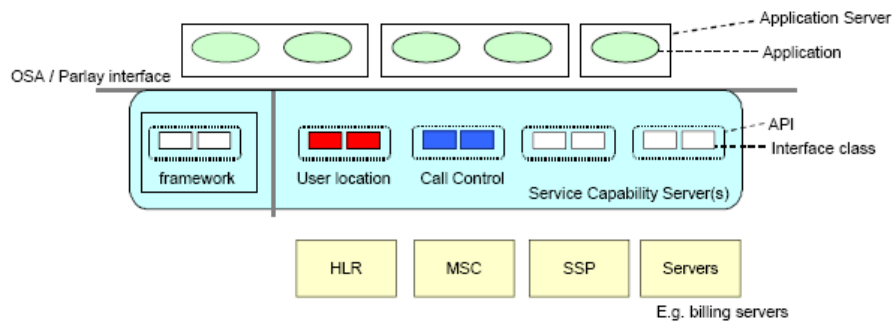 Application Server
Application
OSA / Parlay interface
API
Interface class
framework
User location
Call Control
Service Capability Server(s)
HLR
MSC
SSP
Servers
E.g. billing servers